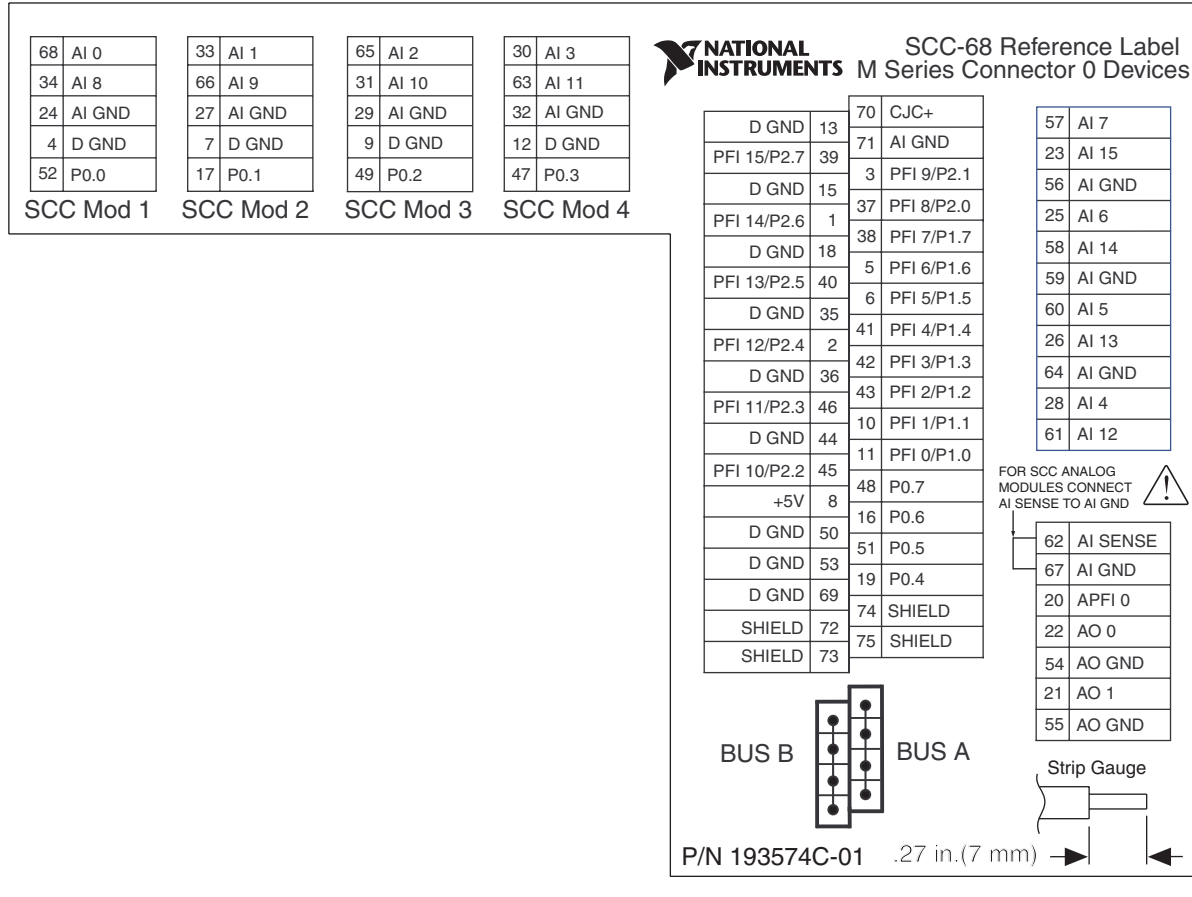 68 AI 0
34 AI 8
24 AI GND
4 D GND
52 P0.0
SCC Mod 1
33 AI 1
66 AI 9
27 AI GND
7 D GND
17 P0.1
SCC Mod 2
65 AI 2
31 AI 10
29 AI GND
9 D GND
49 P0.2
SCC Mod 3
30 AI 3
63 AI 11
32 AI GND
12 D GND
47 P0.3
SCC Mod 4
NATIONAL
INSTRUMENTS
SCC-68 Reference Label
M Series Connector 0 Devices
D GND 13
PFI 15/P2.7 39
D GND 15
PFI 14/P2.6 1
D GND 18
PFI 13/P2.5 40
D GND 35
PFI 12/P2.4 2
D GND 36
PFI 11/P2.3 46
D GND 44
PFI 10/P2.2 45
+5V 8
D GND 50
D GND 53
D GND 69
SHIELD 72
SHIELD 73
70 CJC+
71 AI GND
3 PFI 9/P2.1
37 PFI 8/P2.0
38 PFI 7/P1.7
5 PFI 6/P1.6
6 PFI 5/P1.5
41 PFI 4/P1.4
42 PFI 3/P1.3
43 PFI 2/P1.2
10 PFI 1/P1.1
11 PFI 0/P1.0
48 P0.7
16 P0.6
51 P0.5
19 P0.4
74 SHIELD
75 SHIELD
57 AI 7
23 AI 15
56 AI GND
25 AI 6
58 AI 14
59 AI GND
60 AI 5
26 AI 13
64 AI GND
28 AI 4
61 AI 12
FOR SCC ANALOG
MODULES CONNECT
AI SENSE TO AI GND
!
62 AI SENSE
67 AI GND
20 APFI 0
22 AO 0
54 AO GND
21 AO 1
55 AO GND
BUS B
BUS A
Strip Gauge
P/N 193574C-01
.27 in.(7 mm)